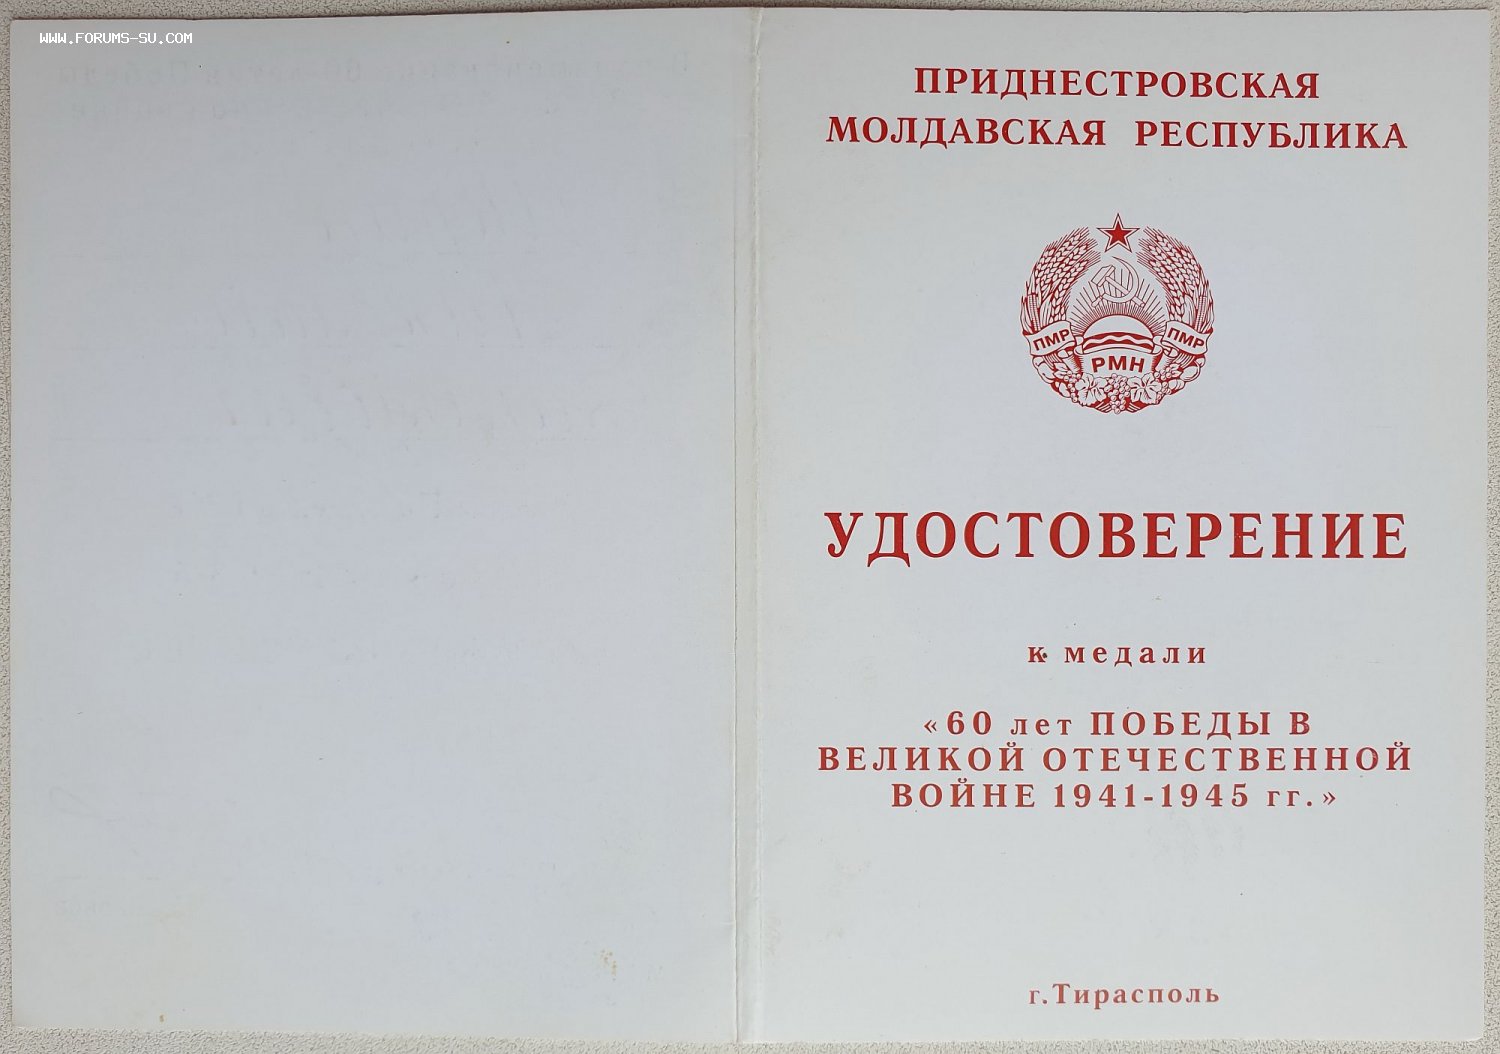 WWW.FORUMS-SU.COM
ПРИДНЕСТРОВСКАЯ
МОЛДАВСКАЯ РЕСПУБЛИКА
ПМР
ПМР
РМН
УДОСТОВЕРЕНИЕ
к медали
«60 лет ПОБЕДЫ В
ВЕЛИКОЙ ОТЕЧЕСТВЕННОЙ
ВОЙНЕ 1941-1945 гг.»
г.Тирасполь